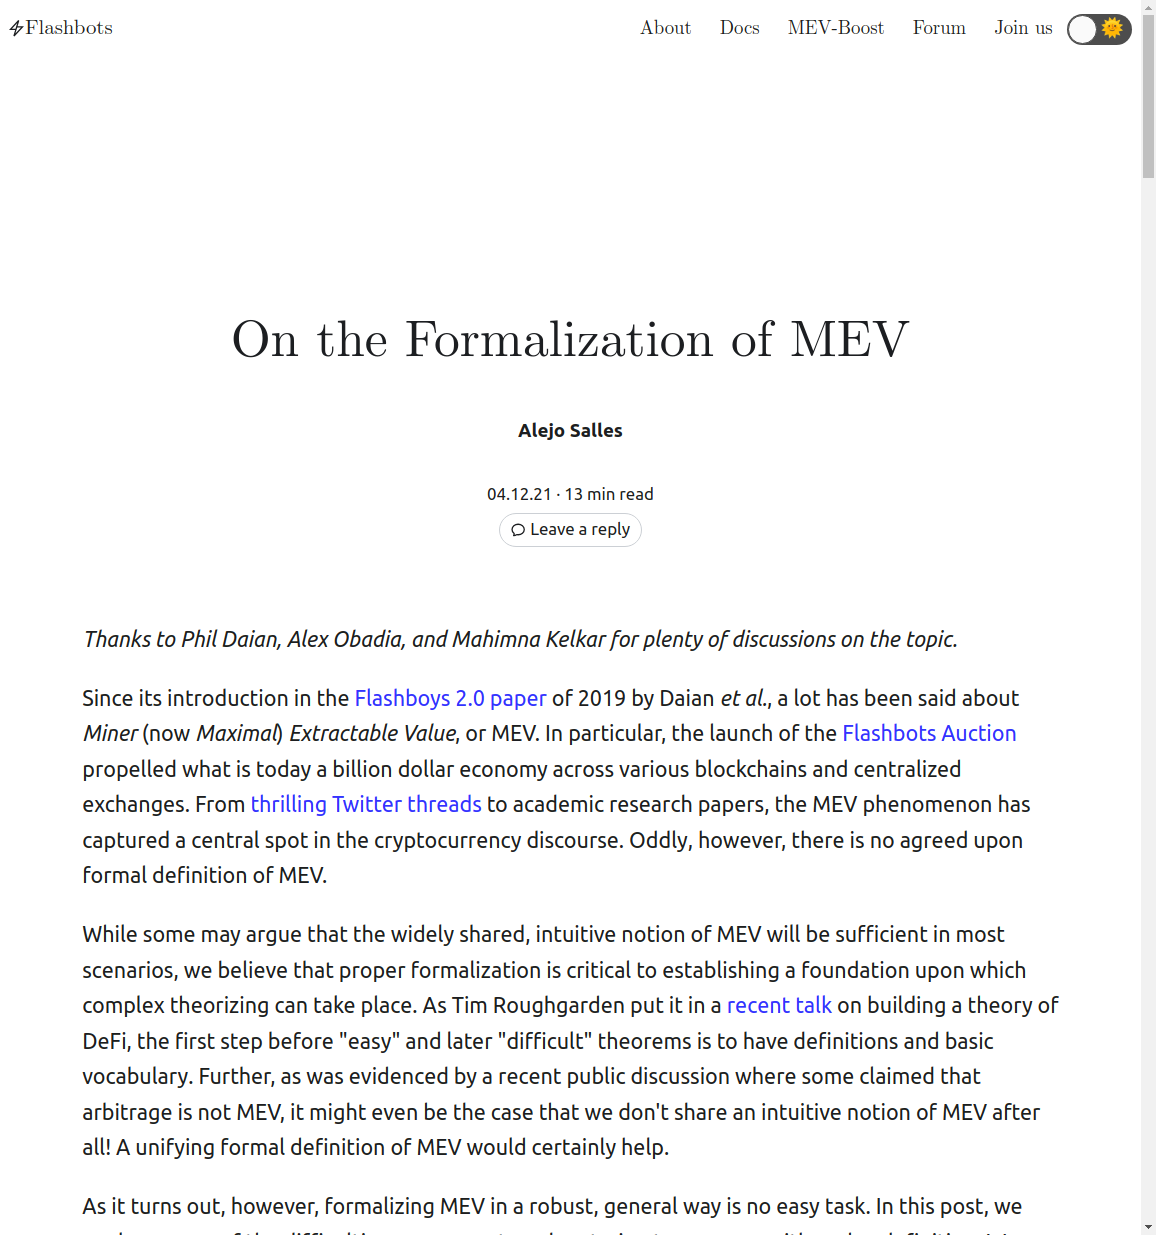 Flashbots
About Docs MEV-Boost Forum Join us
On the Formalization of MEV
Alejo Salles
04.12.21 · 13 min read
Leave a reply
Thanks to Phil Daian, Alex Obadia, and Mahimna Kelkar for plenty of discussions on the topic.
Since its introduction in the Flashboys 2.0 paper of 2019 by Daian et al., a lot has been said about
Miner (now Maximal) Extractable Value, or MEV. In particular, the launch of the Flashbots Auction
propelled what is today a billion dollar economy across various blockchains and centralized
exchanges. From thrilling Twitter threads to academic research papers, the MEV phenomenon has
captured a central spot in the cryptocurrency discourse. Oddly, however, there is no agreed upon
formal definition of MEV.
While some may argue that the widely shared, intuitive notion of MEV will be sufficient in most
scenarios, we believe that proper formalization is critical to establishing a foundation upon which
complex theorizing can take place. As Tim Roughgarden put it in a recent talk on building a theory of
DeFi, the first step before "easy" and later "difficult" theorems is to have definitions and basic
vocabulary. Further, as was evidenced by a recent public discussion where some claimed that
arbitrage is not MEV, it might even be the case that we don't share an intuitive notion of MEV after
all! A unifying formal definition of MEV would certainly help.
As it turns out, however, formalizing MEV in a robust, general way is no easy task. In this post, we